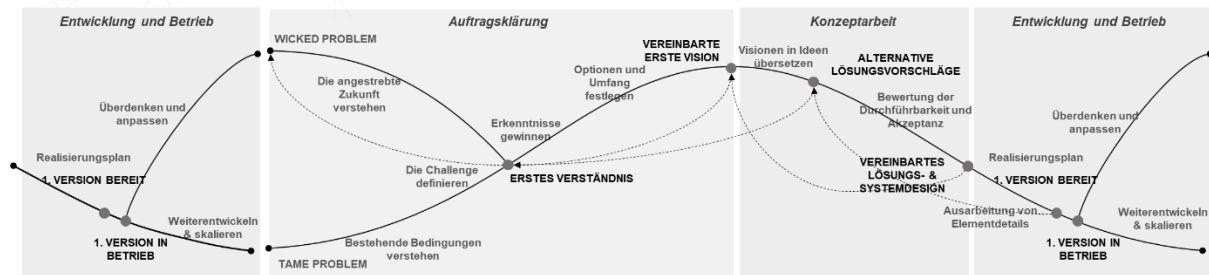 Entwicklung und Betrieb
Überdenken und
anpassen
Realisierungsplan
1. VERSION BEREIT
Weiterentwickeln
& skalieren
1. VERSION IN
BETRIEB
Auftragsklärung
WICKED PROBLEM
Die angestrebte
Zukunft
verstehen
Erkenntnisse
gewinnen
Optionen und
Umfang
festlegen
VEREINBARTE
ERSTE VISION
Die Challenge
definieren
ERSTES VERSTÄNDNIS
Bestehende Bedingungen
verstehen
TAME PROBLEM
Konzeptarbeit
Visionen in Ideen
übersetzen
ALTERNATIVE
LÖSUNGSVORSCHLÄGE
Bewertung der
Durchführbarkeit und
Akzeptanz
VEREINBARTES
LÖSUNGS- &
SYSTEMDESIGN
Ausarbeitung von
Elementdetails
Entwicklung und Betrieb
Überdenken und
anpassen
Realisierungsplan
1. VERSION BEREIT
Weiterentwickeln
& skalieren
1. VERSION IN
BETRIEB